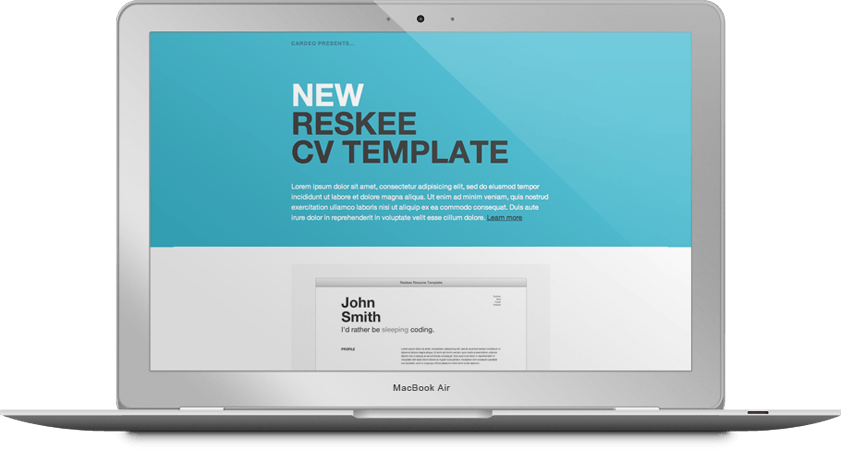 CARDEO PRESENTS...
NEW
RESKEE
CV TEMPLATE
Lorem ipsum dolor sit amet, consectetur adipisicing elit, sed do eiusmod tempor
incididunt ut labore et dolore magna aliqua. Ut enim ad minim veniam, quis nostrud
exercitation ullamco laboris nisi ut aliquip ex ea commodo consequat. Duis aute
irure dolor in reprehenderit in voluptate velit esse cillum dolore. Learn more
Reskee Resume Template
John
Smith
I'd rather be sleeping coding.
PROFILE
MacBook Air